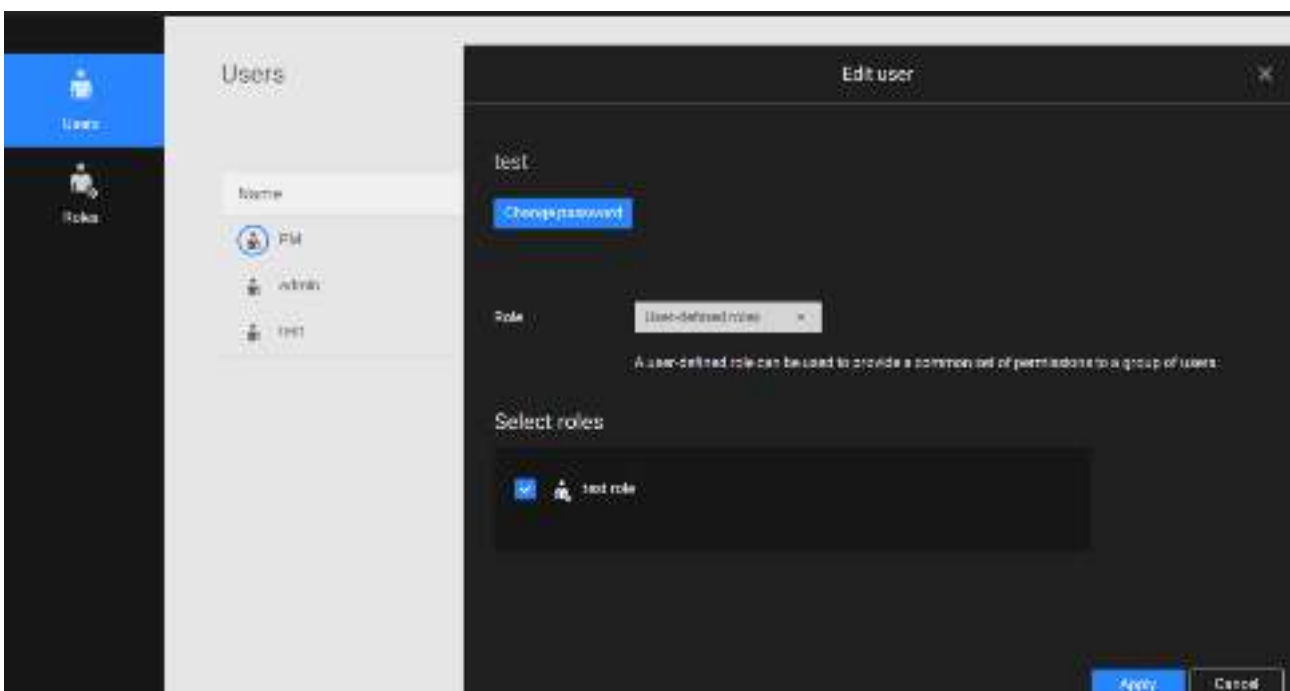 Users
Roles
Users
Name
PM
admin
test
Edit user
test
Change password
Role
User-defined roles
A user-defined role can be used to provide a common set of permissions to a group of users.
Select roles
test role
Apply
Cancel